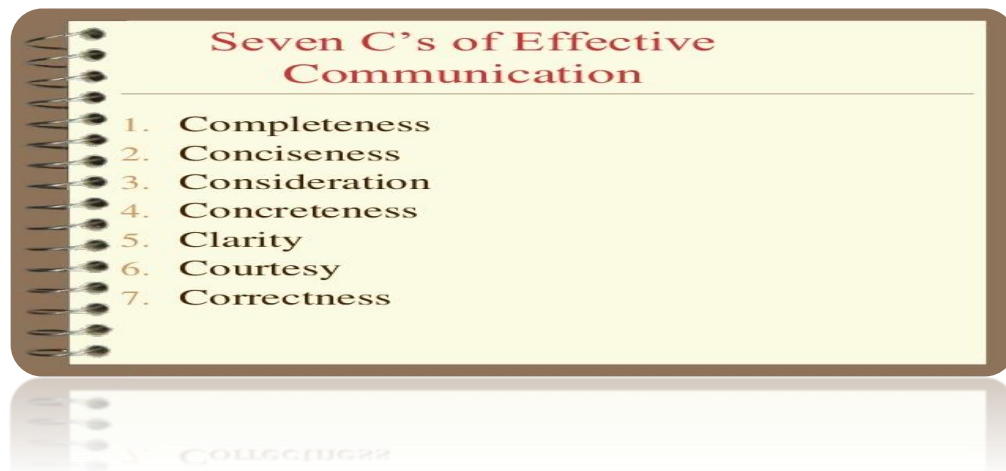 Seven C’s of Effective
Communication
1. Completeness
2. Conciseness
3. Consideration
4. Concreteness
5. Clarity
6. Courtesy
7. Correctness